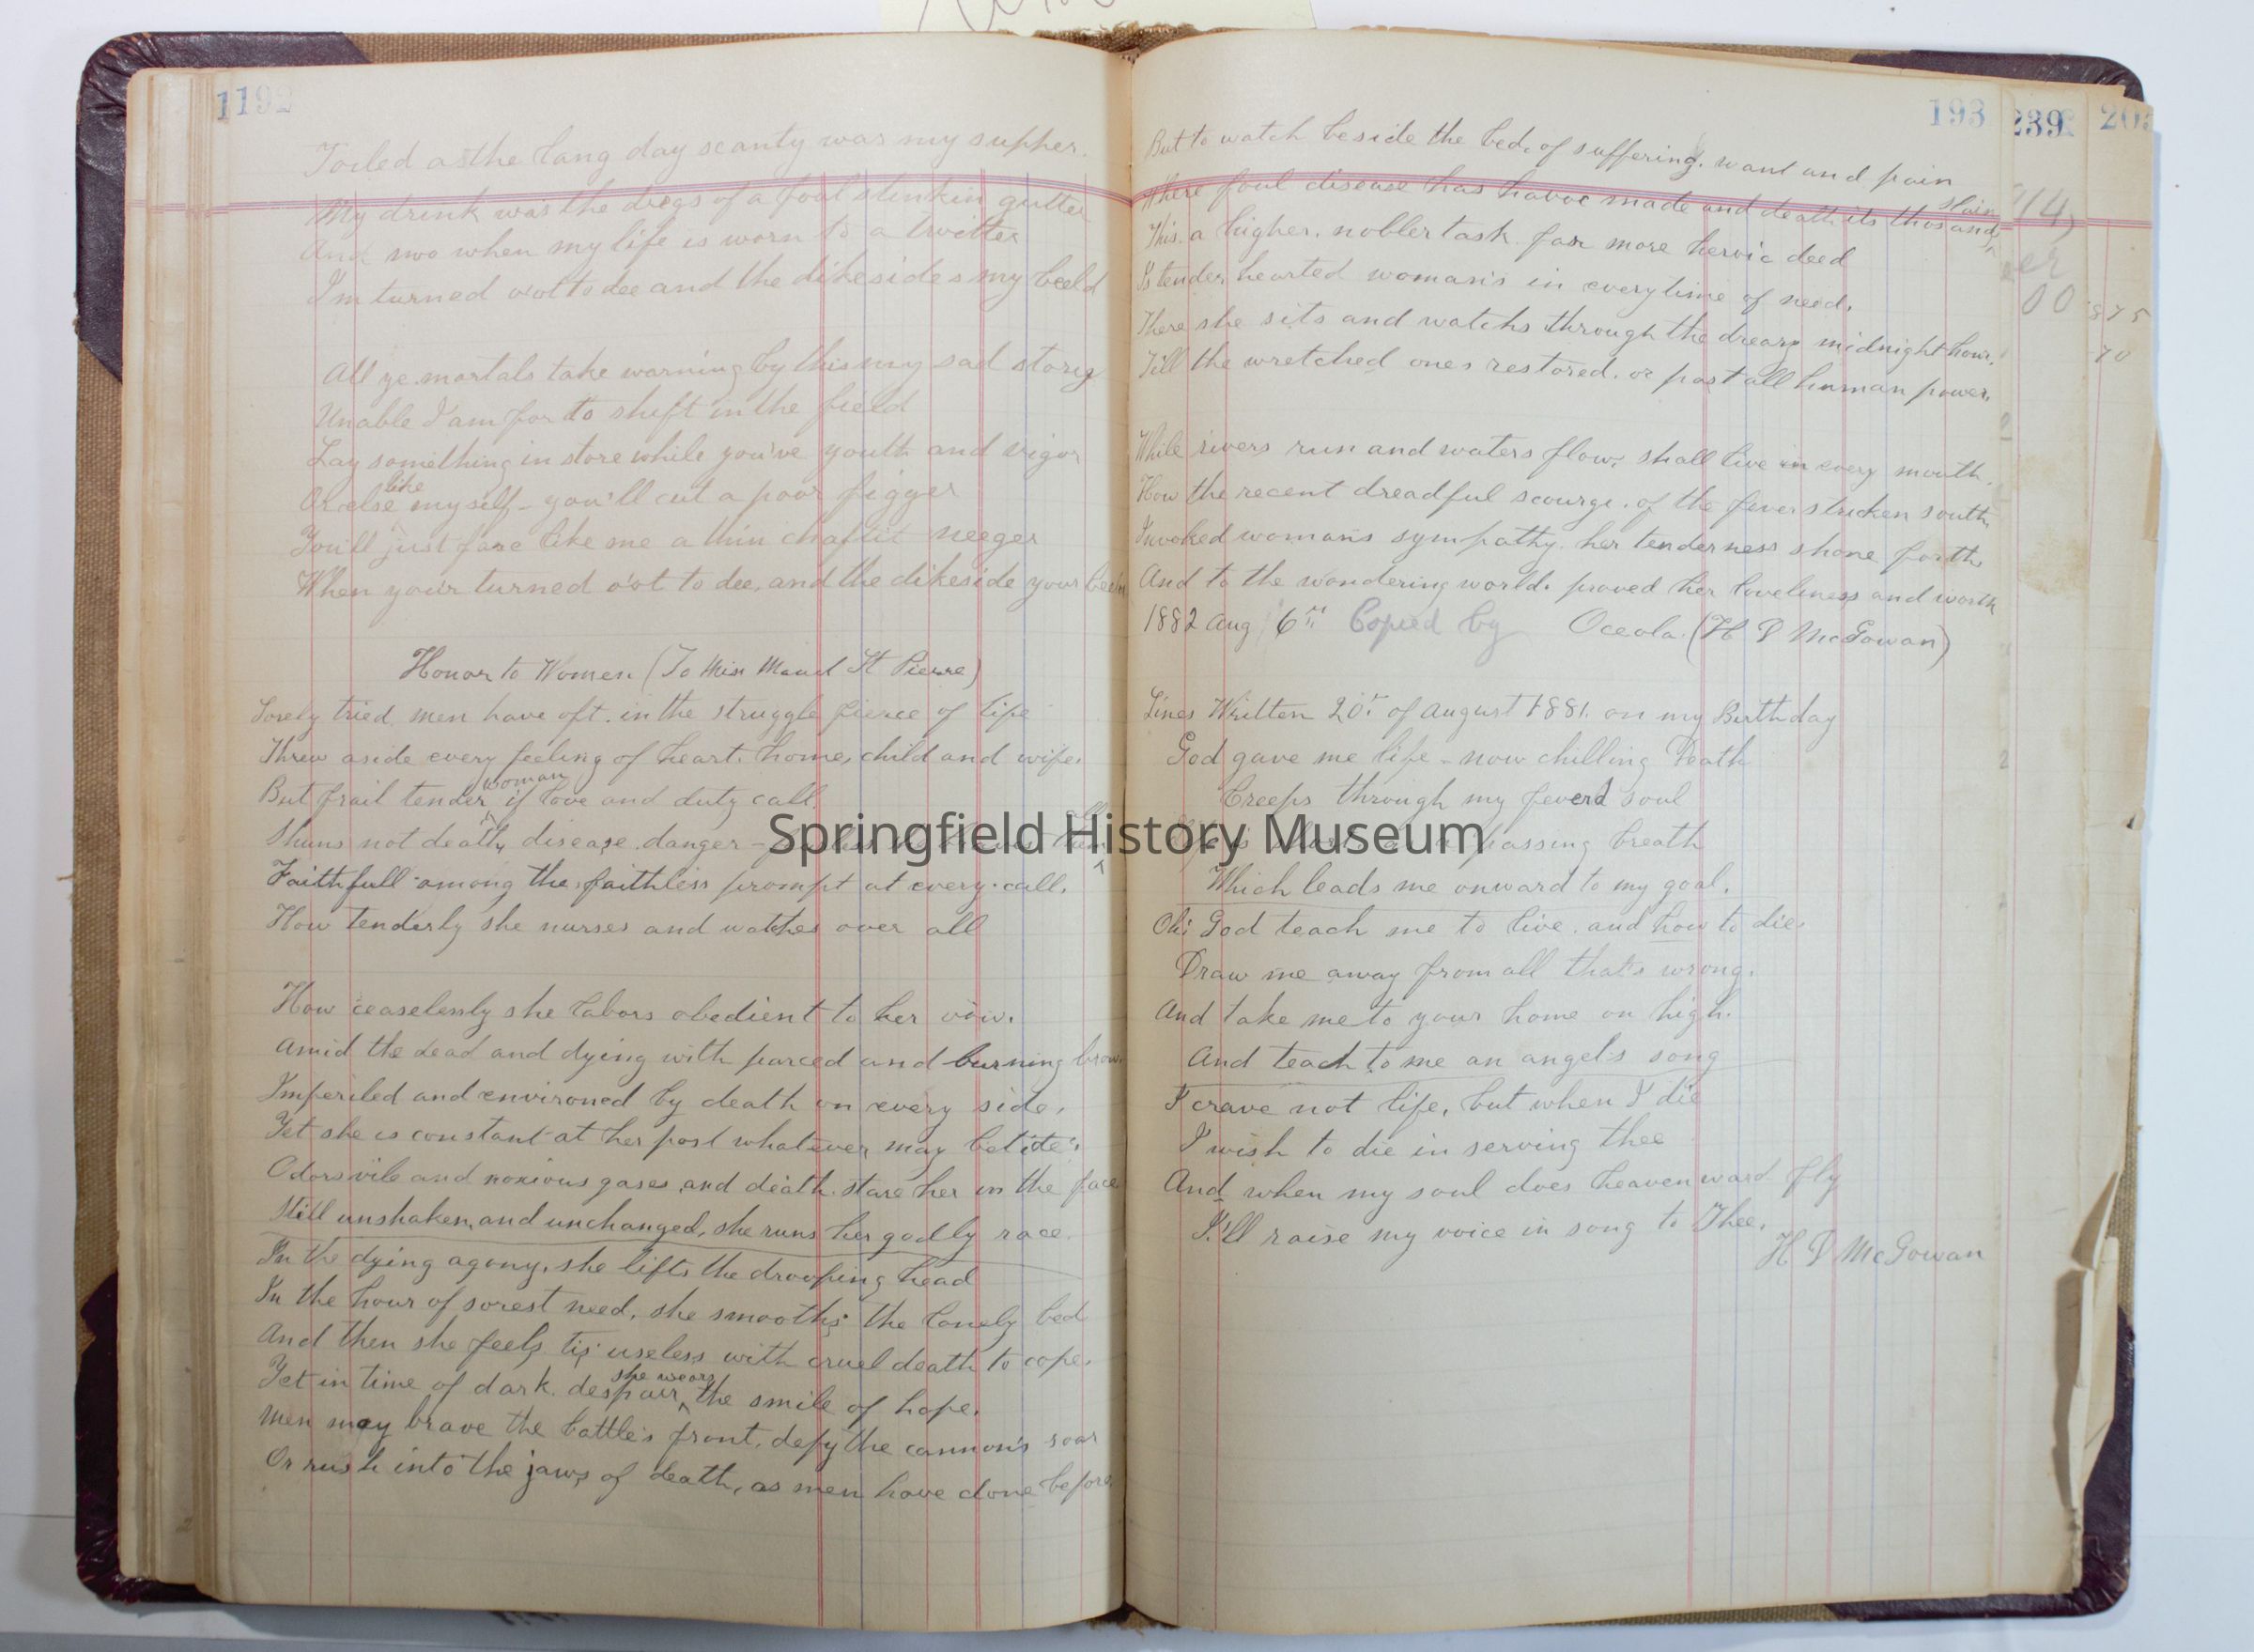 192
Toiled a the lang day scanty was my supper.
My drink was the dregs of a foul stinkin gutter
And noo when my life is worn to a twitter
I'm turned oot to dee and the dikesides my beeld
All ye mortals take warning by this my sad story
Unable I am for to shift in the field
Lay something in store while you've youth and vigor
Or else like myself - you'll cut a poor figger
You'll just fare like me a thin chaftit neeger
When you'r turned o'ot to dee, and the dikeside your
Honor to Women (To Miss Maud St Pierre)
Sorely tried men have oft. in the struggle fierce of life
Threw aside every feeling of heart. home, child and wife.
But frail tender woman if love and duty call.
Shuns not death, disease. danger -
Faithfull among the faithless prompt at every call.
How tenderly she nurses and watches over all
How ceaselessly she labors obedient to her vow.
Amid the dead and dying with parced and burning brow.
Imperiled and environed by death on every side.
Yet she is constant at her post whatever may betide.
Odors vile and noxious gases and death stare her in the face
Still unshaken, and unchanged, she runs her godly race.
In the dying agony, she lifts the drooping head
In the hour of sorest need, she smooths the lonely bed
And then she feels tis useless with cruel death to cope.
Yet in time of dark. despair, she wears the smile of hope.
Men may brave the battle's front, defy the cannon's roar
Or rush into the jaws of death, as men have done before.
193
But to watch beside the bed, of suffering. want and pain
Where foul disease has havoc made and death its thosands slain
This. a higher. nobler task. far more heroic deed
Is tender hearted woman's in every time of need.
There she sits and watchs through the dreary midnight hour.
Till the wretched ones restored. or past all human power.
While rivers run and waters flow, shall live in every mouth.
How the recent dreadful scourge. of the fever stricken south.
Invoked woman's sympathy. her tenderness shone forth
And to the wondering world. proved her loveliness and worth
1882 Aug 6th Copied by Oceola. (H D McGowan)
Lines Written 20th of August 1881. on my Birthday
God gave me life - now chilling Death
Creeps through my feverd soul
passing breath
Which leads me onward to my goal.
Oh! God teach me to live. and how to die.
Draw me away from all that's wrong.
And take me to your home on high.
And teach to me an angel's song
I crave not life, but when I die
I wish to die in serving thee
And when my soul does heavenward fly
I'll raise my voice in song to Thee.
H D McGowan
239
14
er
00
875
70
Springfield History Museum